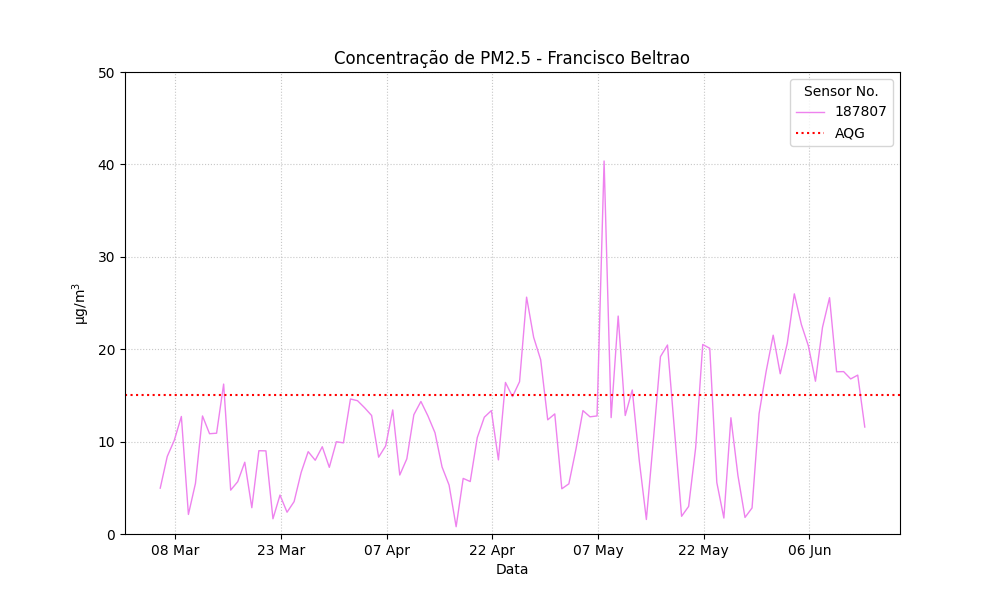 Concentração de PM2.5 - Francisco Beltrao
Sensor No.
187807
AQG
50
40
30
20
10
0
µg/m³
08 Mar
23 Mar
07 Apr
22 Apr
07 May
22 May
06 Jun
Data